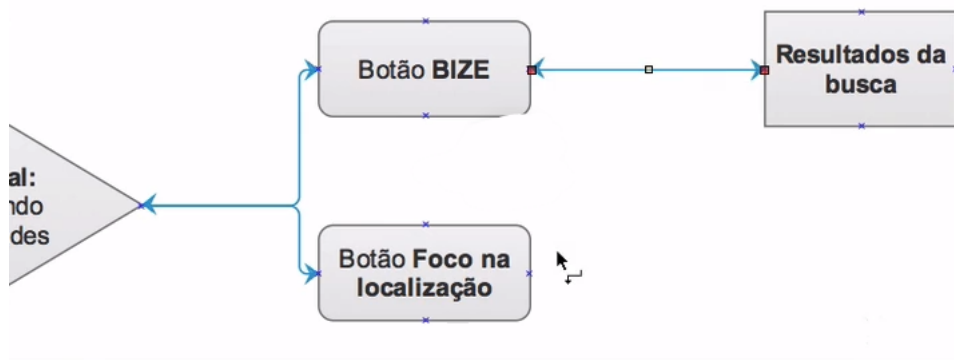 Botão BIZE
Resultados da
busca
al:
ndo
des
Botão Foco na
localização